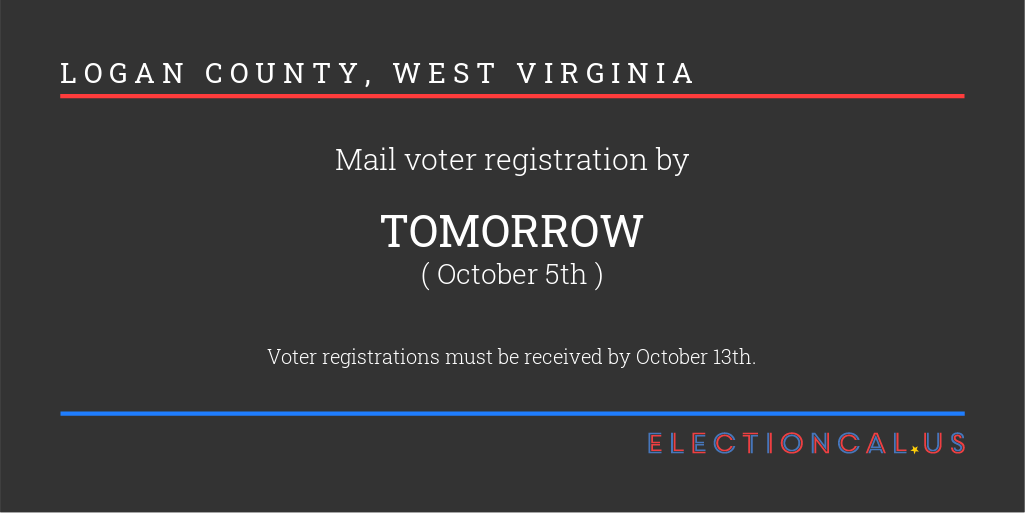 LOGAN COUNTY, WEST VIRGINIA
Mail voter registration by
TOMORROW
( October 5th )
Voter registrations must be received by October 13th.
ELECTIONCAL.US